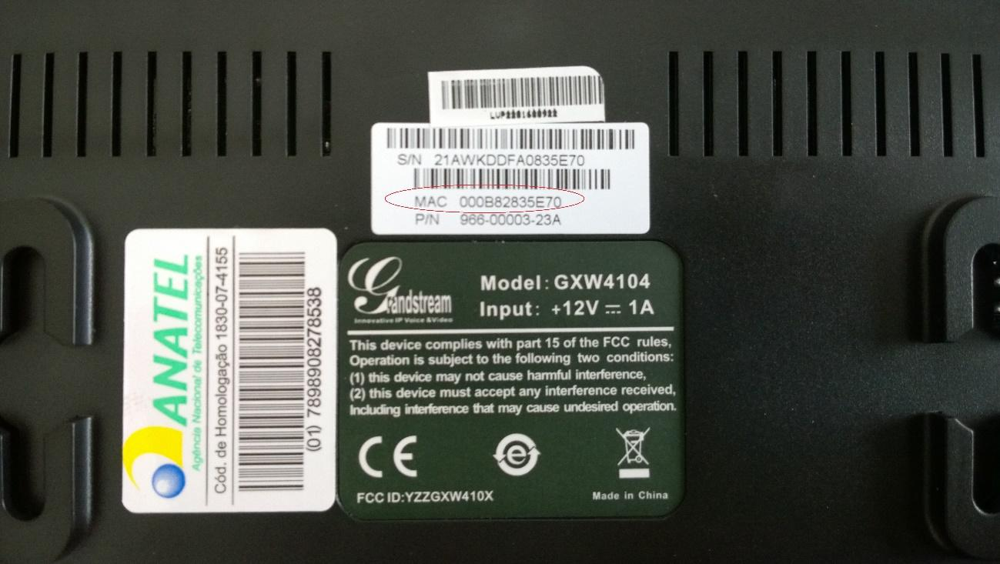 LVP2201600922
S/N 21AWKDDFA0835E70
MAC 000B82835E70
P/N 966-00003-23A
ANATEL
Agência Nacional de Telecomunicações
Cód. de Homologação 1830-07-4155
(01) 7898908278538
Grandstream
Innovative IP Voice & Video
Model: GXW4104
Input: +12V 1A
This device complies with part 15 of the FCC rules,
Operation is subject to the following two conditions:
(1) this device may not cause harmful interference,
(2) this device must accept any interference received,
Including interference that may cause undesired operation.
CE
e
FCC ID:YZZGXW410X
Made in China